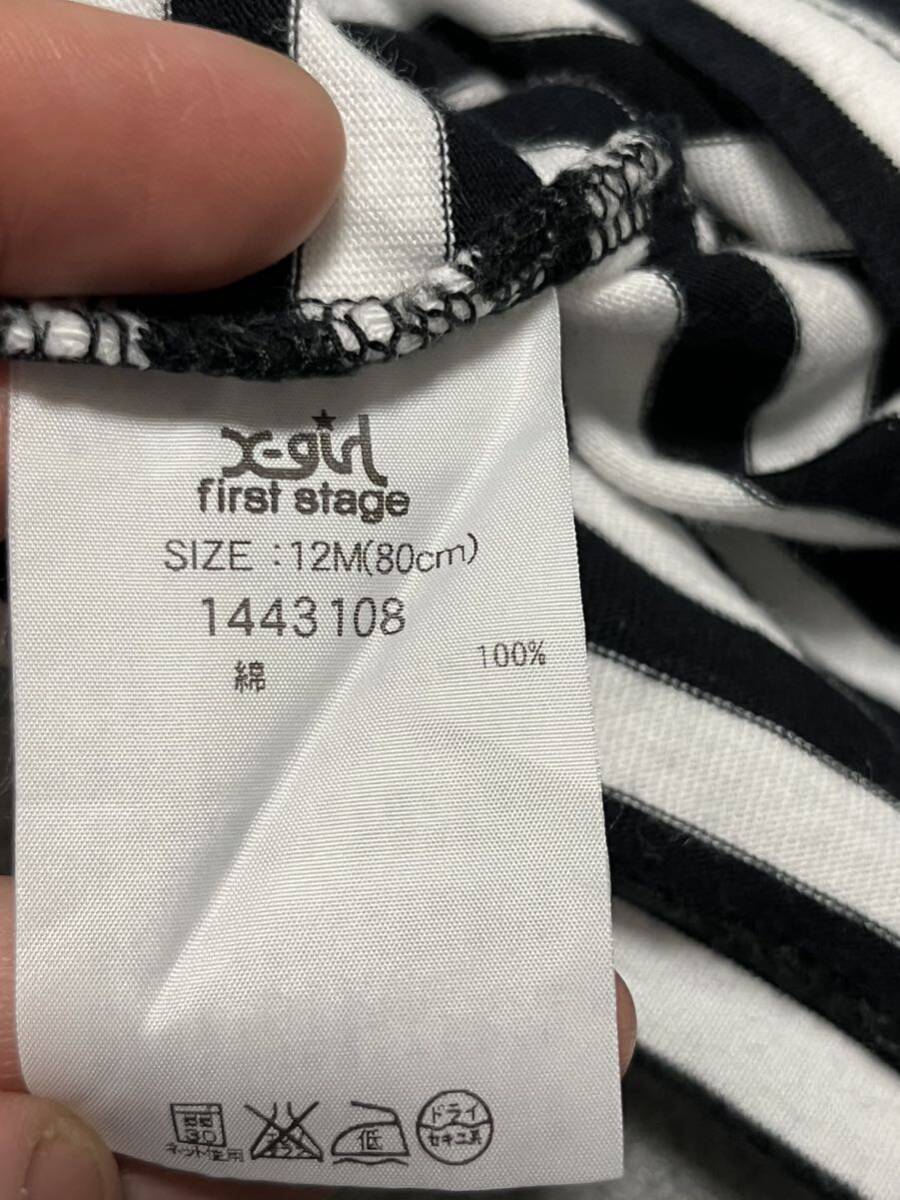 x-girl
first stage
SIZE : 12M(80cm)
1443108
綿 100%
30
ネット使用
低
ドライ
セキユ系